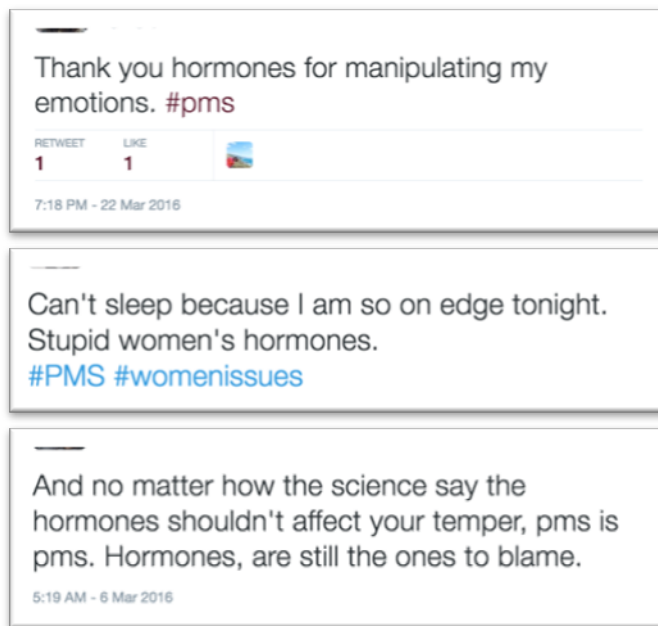 Thank you hormones for manipulating my
emotions. #pms
RETWEET LIKE
1 1
7:18 PM - 22 Mar 2016
Can't sleep because I am so on edge tonight.
Stupid women's hormones.
#PMS #womenissues
And no matter how the science say the
hormones shouldn't affect your temper, pms is
pms. Hormones, are still the ones to blame.
5:19 AM - 6 Mar 2016